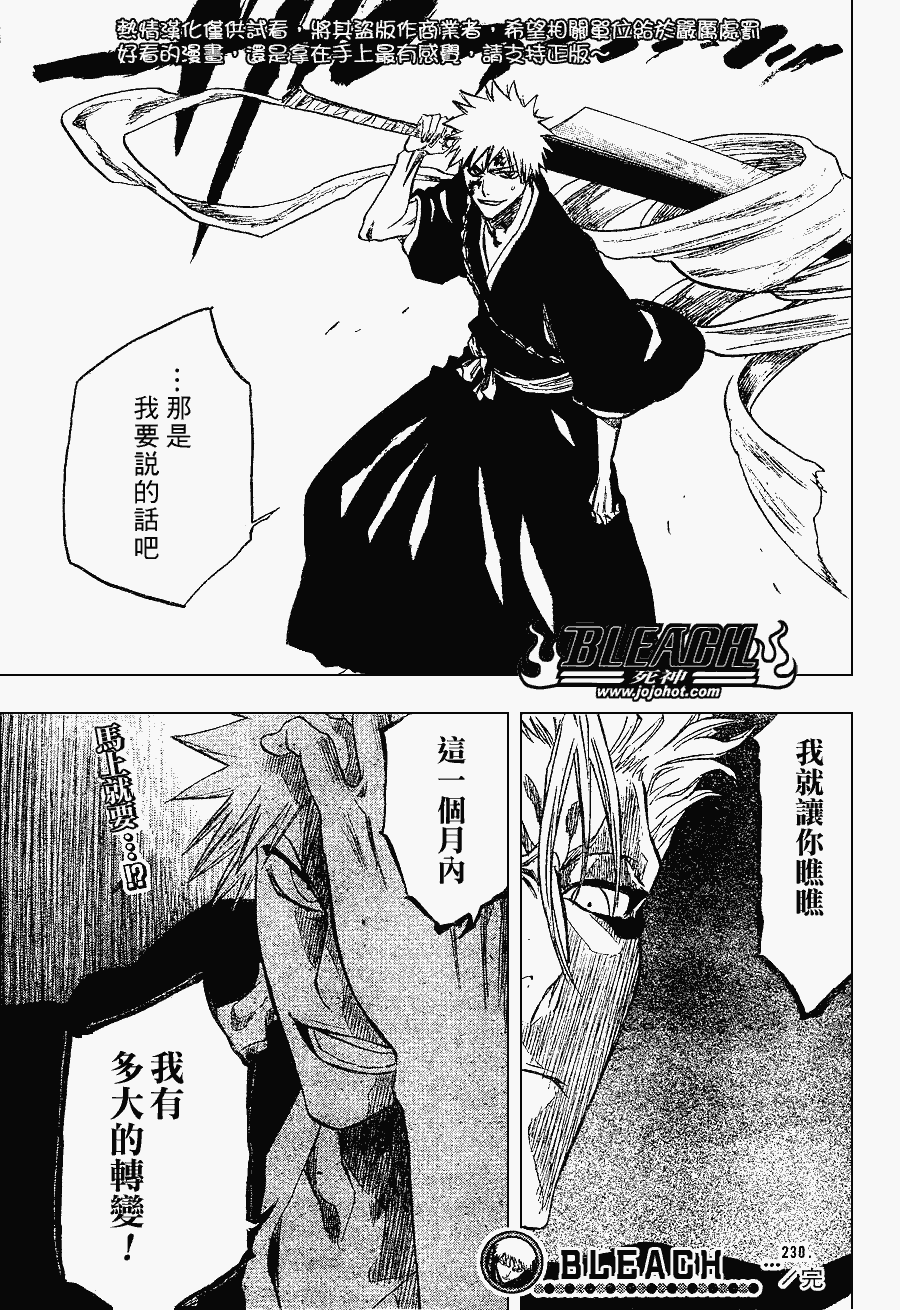 熱情漢化僅供試看，將其盜版作商業者，希望相關單位給於嚴厲處罰
好看的漫畫，還是拿在手上最有感覺，請支持正版～
…那是
我要説的話吧
BLEACH
死神
www.jojohot.com
我就讓你瞧瞧
這一個月內
馬上就要…!?
我有
多大的轉變！
BLEACH
230.
…／完